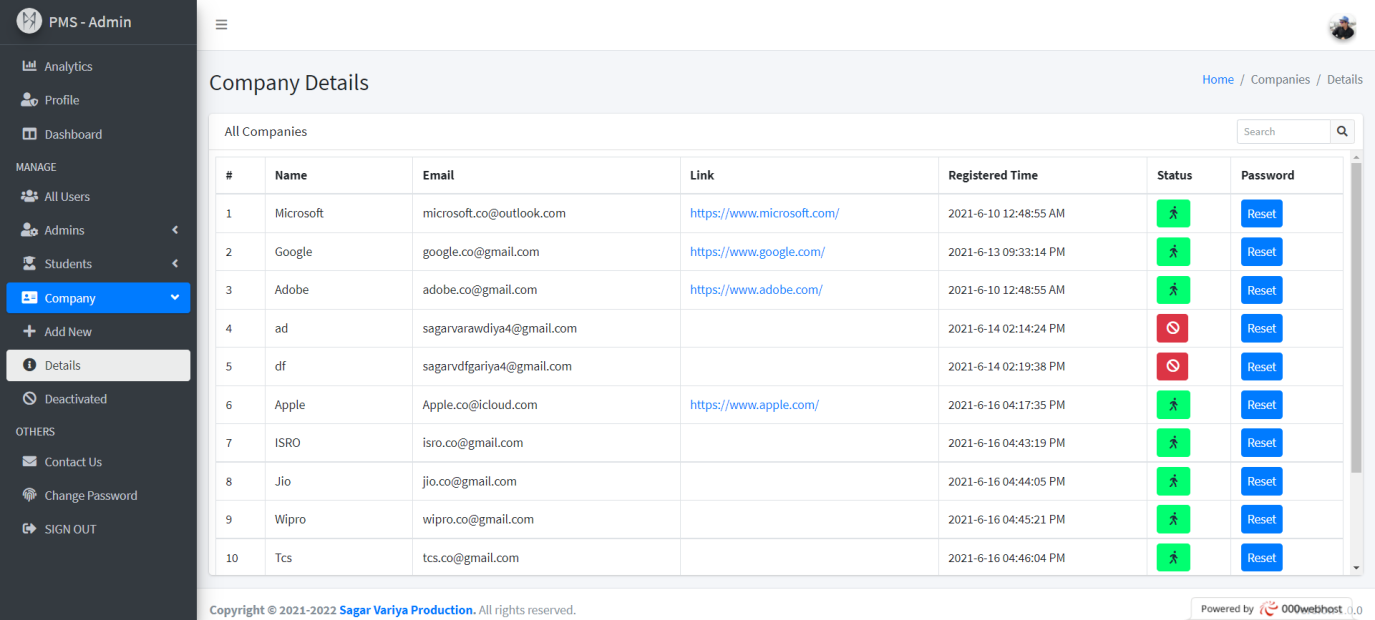 PMS - Admin
Analytics
Profile
Dashboard
MANAGE
All Users
Admins
Students
Company
Add New
Details
Deactivated
OTHERS
Contact Us
Change Password
SIGN OUT
Company Details
Home / Companies / Details
All Companies
Search
# Name Email Link Registered Time Status Password
1 Microsoft microsoft.co@outlook.com https://www.microsoft.com/ 2021-6-10 12:48:55 AM Reset
2 Google google.co@gmail.com https://www.google.com/ 2021-6-13 09:33:14 PM Reset
3 Adobe adobe.co@gmail.com https://www.adobe.com/ 2021-6-10 12:48:55 AM Reset
4 ad sagarvarawdiya4@gmail.com 2021-6-14 02:14:24 PM Reset
5 df sagarvdfgariya4@gmail.com 2021-6-14 02:19:38 PM Reset
6 Apple Apple.co@icloud.com https://www.apple.com/ 2021-6-16 04:17:35 PM Reset
7 ISRO isro.co@gmail.com 2021-6-16 04:43:19 PM Reset
8 Jio jio.co@gmail.com 2021-6-16 04:44:05 PM Reset
9 Wipro wipro.co@gmail.com 2021-6-16 04:45:21 PM Reset
10 Tcs tcs.co@gmail.com 2021-6-16 04:46:04 PM Reset
Copyright © 2021-2022 Sagar Variya Production. All rights reserved.
Powered by 000webhost